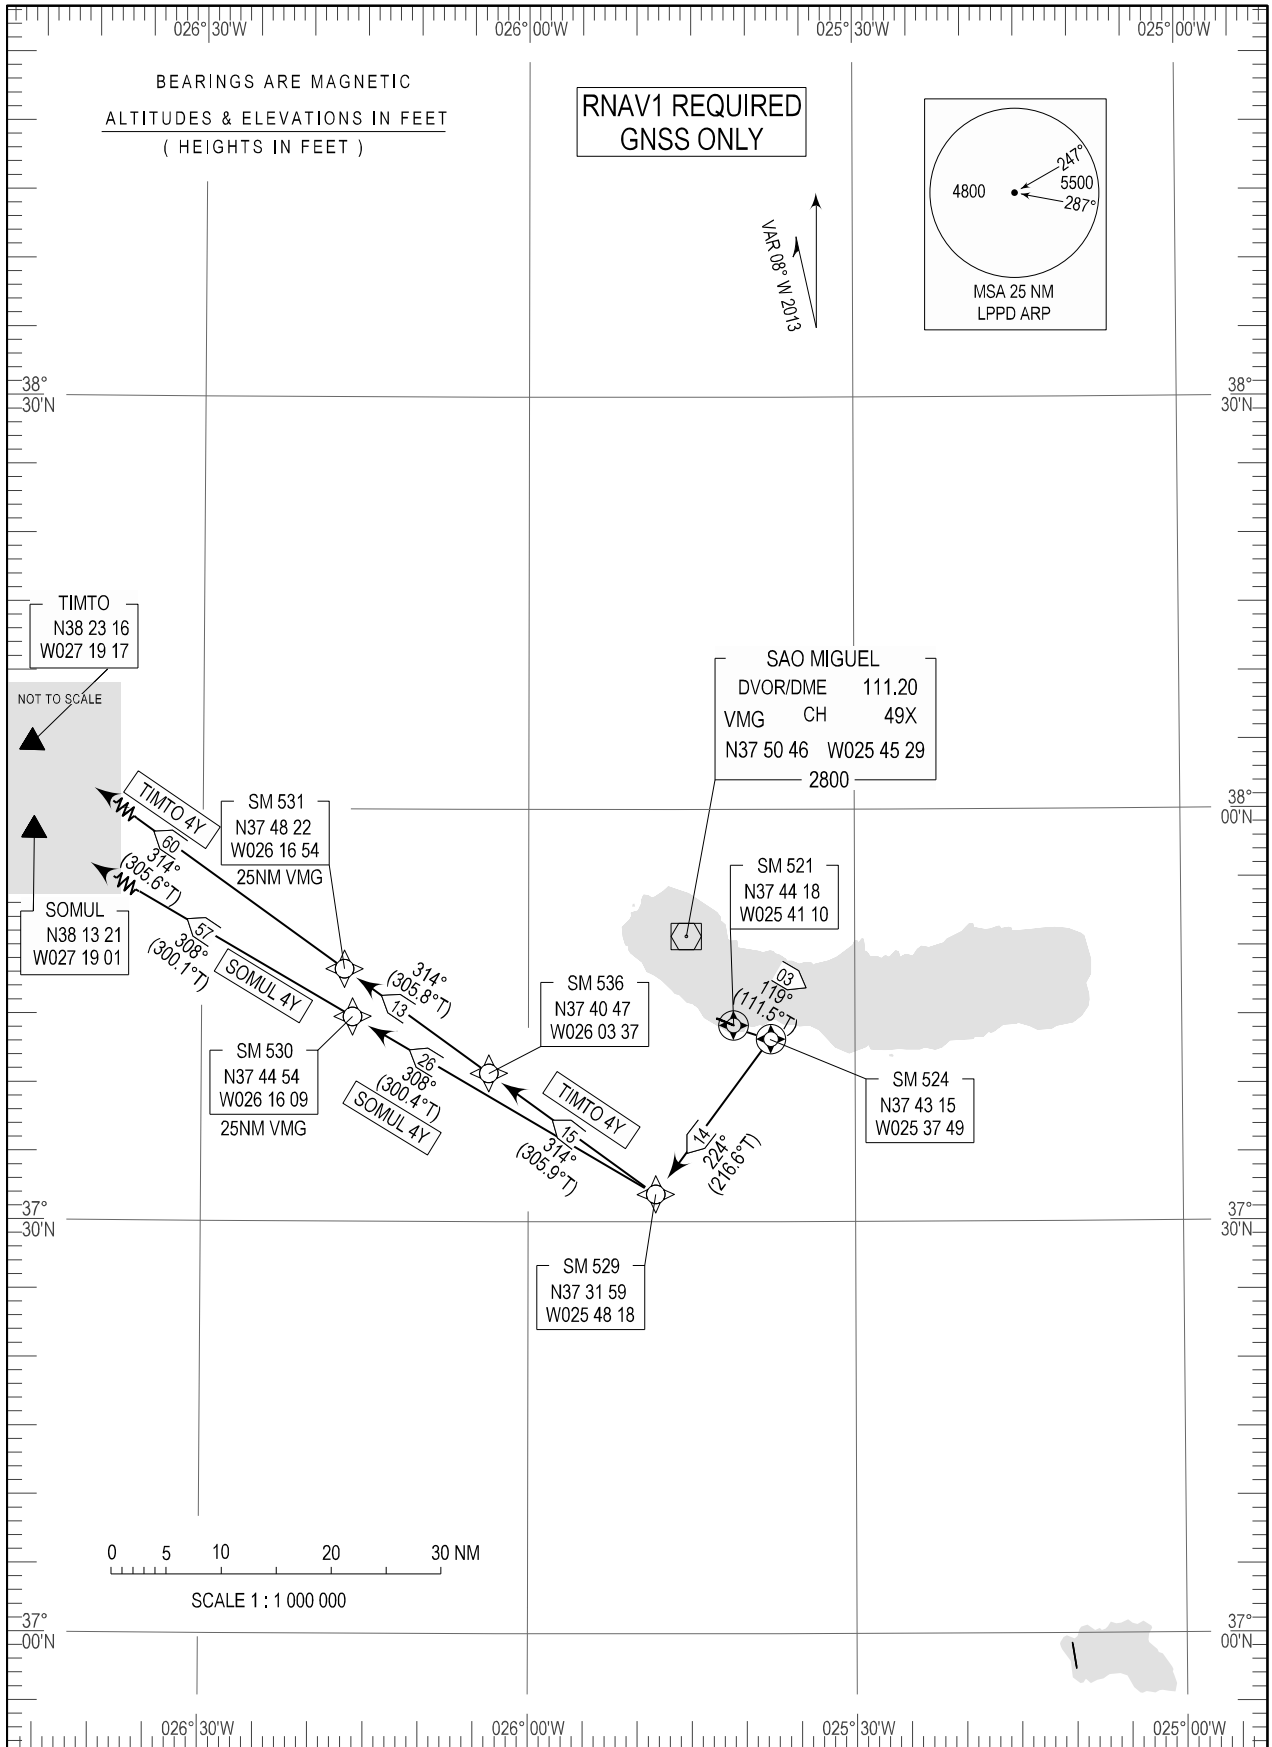 026° 30'W
026° 00'W
025° 30'W
025° 00'W
BEARINGS ARE MAGNETIC
ALTITUDES & ELEVATIONS IN FEET
( HEIGHTS IN FEET )
RNAV1 REQUIRED
GNSS ONLY
VAR 08° W 2013
4800
247°
5500
287°
MSA 25 NM
LPPD ARP
38°
30'N
38°
30'N
TIMTO
N38 23 16
W027 19 17
NOT TO SCALE
SOMUL
N38 13 21
W027 19 01
SAO MIGUEL
DVOR/DME 111.20
VMG CH 49X
N37 50 46 W025 45 29
2800
38°
00'N
TIMTO 4Y
60
314°
(305.6°T)
SM 531
N37 48 22
W026 16 54
25NM VMG
57
308°
(300.1°T)
SOMUL 4Y
SM 521
N37 44 18
W025 41 10
03
119°
(111.5°T)
314°
(305.8°T)
13
SM 536
N37 40 47
W026 03 37
SM 530
N37 44 54
W026 16 09
25NM VMG
26
308°
(300.4°T)
SOMUL 4Y
TIMTO 4Y
15
314°
(305.9°T)
14
224°
(216.6°T)
SM 524
N37 43 15
W025 37 49
37°
30'N
37°
30'N
SM 529
N37 31 59
W025 48 18
0 5 10 20 30 NM
SCALE 1 : 1 000 000
37°
00'N
37°
00'N
026° 30'W
026° 00'W
025° 30'W
025° 00'W